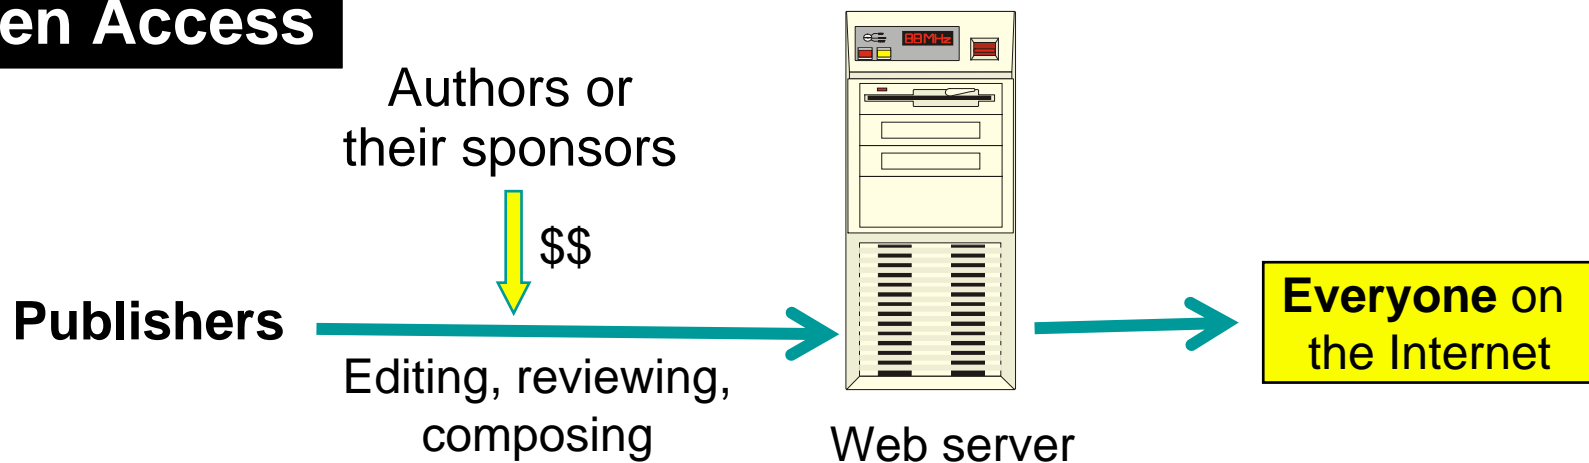 en Access
88MHz
Authors or
their sponsors
$$
Publishers
Editing, reviewing,
composing
Web server
Everyone on
the Internet